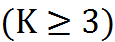 (K ≥ 3)